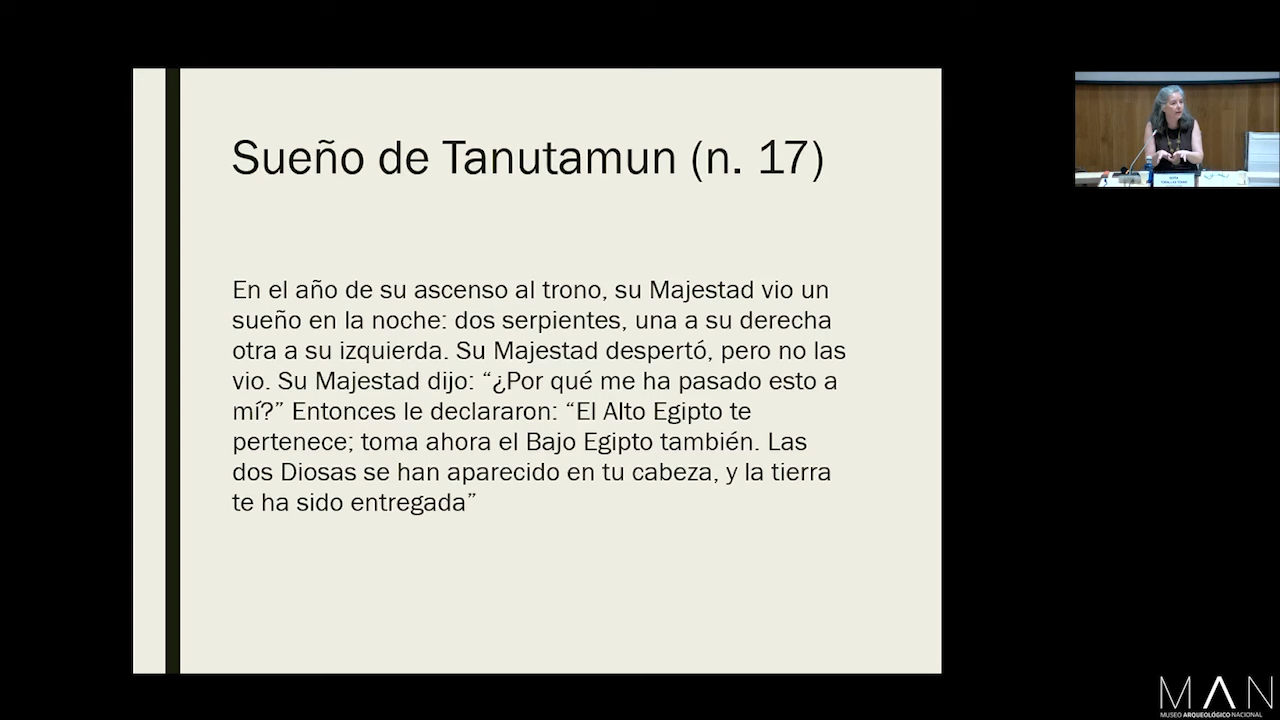 Sueño de Tanutamun (n. 17)
En el año de su ascenso al trono, su Majestad vio un
sueño en la noche: dos serpientes, una a su derecha
otra a su izquierda. Su Majestad despertó, pero no las
vio. Su Majestad dijo: “¿Por qué me ha pasado esto a
mí?” Entonces le declararon: “El Alto Egipto te
pertenece; toma ahora el Bajo Egipto también. Las
dos Diosas se han aparecido en tu cabeza, y la tierra
te ha sido entregada”
MAN
MUSEO ARQUEOLÓGICO NACIONAL